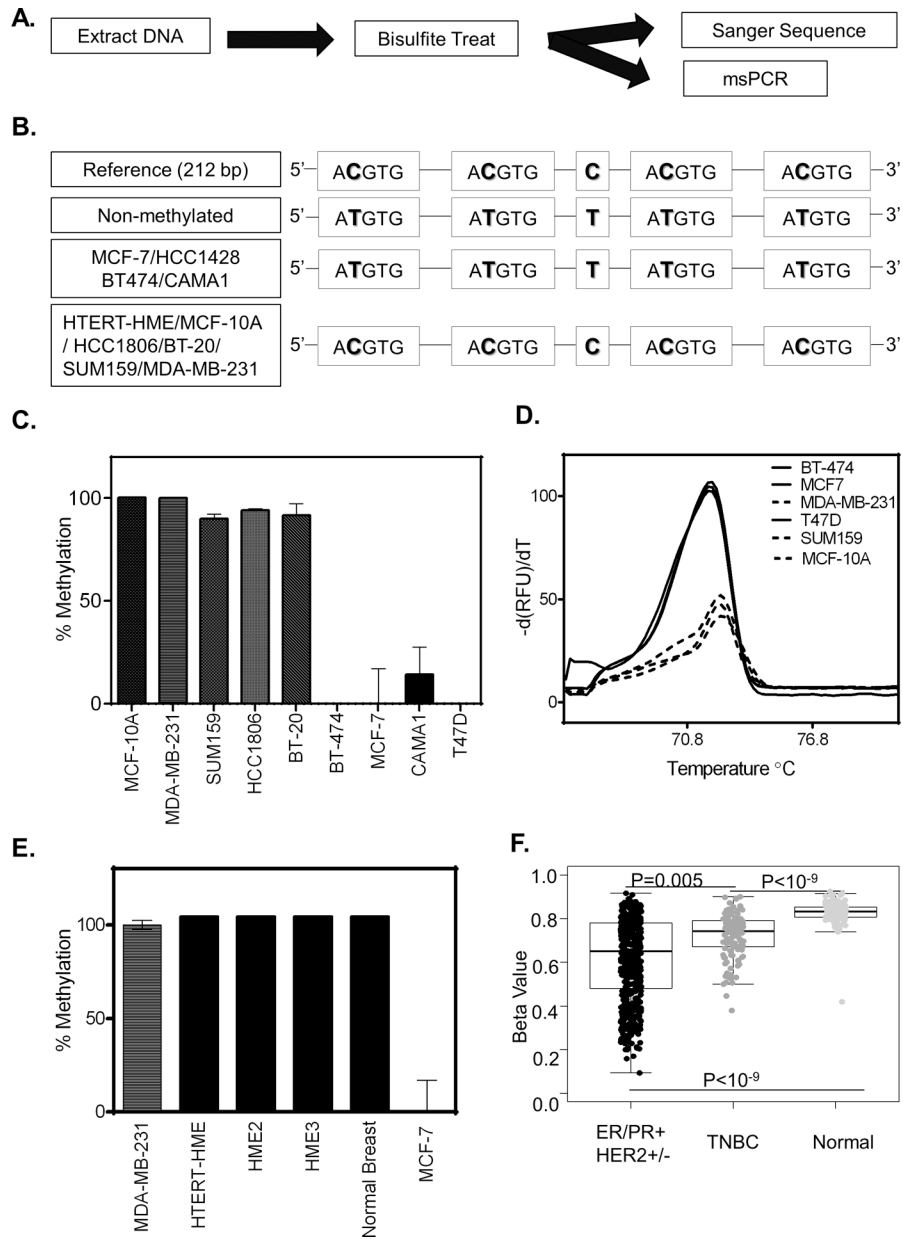 A.
Extract DNA
Bisulfite Treat
Sanger Sequence
msPCR
B.
Reference (212 bp) 5’ ACGTG ACGTG C ACGTG ACGTG 3’
Non-methylated 5’ ATGTG ATGTG T ATGTG ATGTG 3’
MCF-7/HCC1428
BT474/CAMA1
5’ ATGTG ATGTG T ATGTG ATGTG 3’
HTERT-HME/MCF-10A
/ HCC1806/BT-20/
SUM159/MDA-MB-231
5’ ACGTG ACGTG C ACGTG ACGTG 3’
C.
% Methylation
100
50
0
MCF-10A
MDA-MB-231
SUM159
HCC1806
BT-20
BT-474
MCF-7
CAMA1
T47D
D.
-d(RFU)/dT
100
50
0
BT-474
MCF7
MDA-MB-231
T47D
SUM159
MCF-10A
70.8 76.8
Temperature °C
E.
% Methylation
100
50
0
MDA-MB-231
HTERT-HME
HME2
HME3
Normal Breast
MCF-7
F.
Beta Value
1.0
0.8
0.6
0.4
0.2
0.0
P=0.005
P<10-9
P<10-9
ER/PR+
HER2+/-
TNBC
Normal